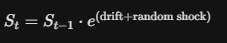 S_t = S_{t−1} · e^{(drift+random shock)}